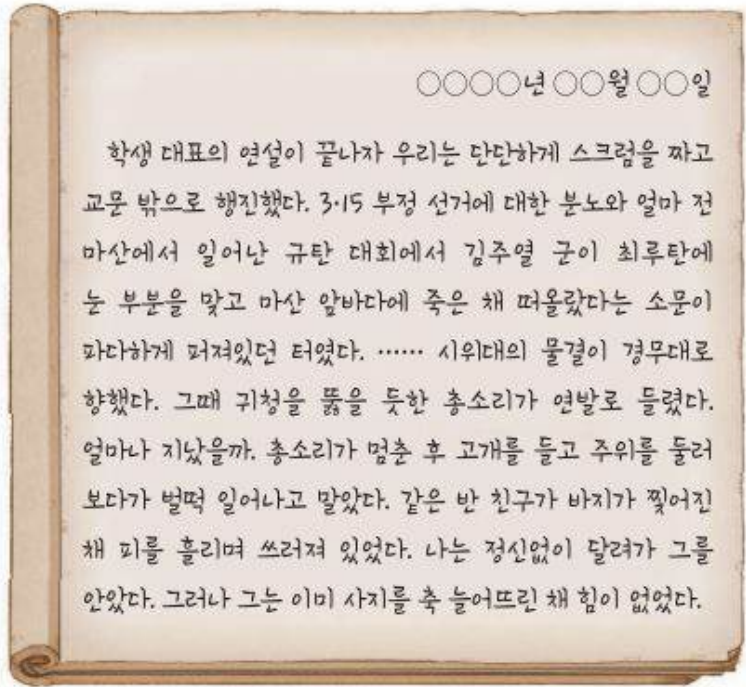 ○○○○년 ○○월 ○○일
학생 대표의 연설이 끝나자 우리는 단단하게 스크럼을 짜고
교문 밖으로 행진했다. 3·15 부정 선거에 대한 분노와 얼마 전
마산에서 일어난 규탄 대회에서 김주열 군이 최루탄에
눈 부분을 맞고 마산 앞바다에 죽은 채 떠올랐다는 소문이
파다하게 퍼져있던 터였다. …… 시위대의 물결이 경무대로
향했다. 그때 귀청을 뚫을 듯한 총소리가 연발로 들렸다.
얼마나 지났을까. 총소리가 멈춘 후 고개를 들고 주위를 둘러
보다가 벌떡 일어나고 말았다. 같은 반 친구가 바지가 찢어진
채 피를 흘리며 쓰러져 있었다. 나는 정신없이 달려가 그를
안았다. 그러나 그는 이미 사지를 축 늘어뜨린 채 힘이 없었다.